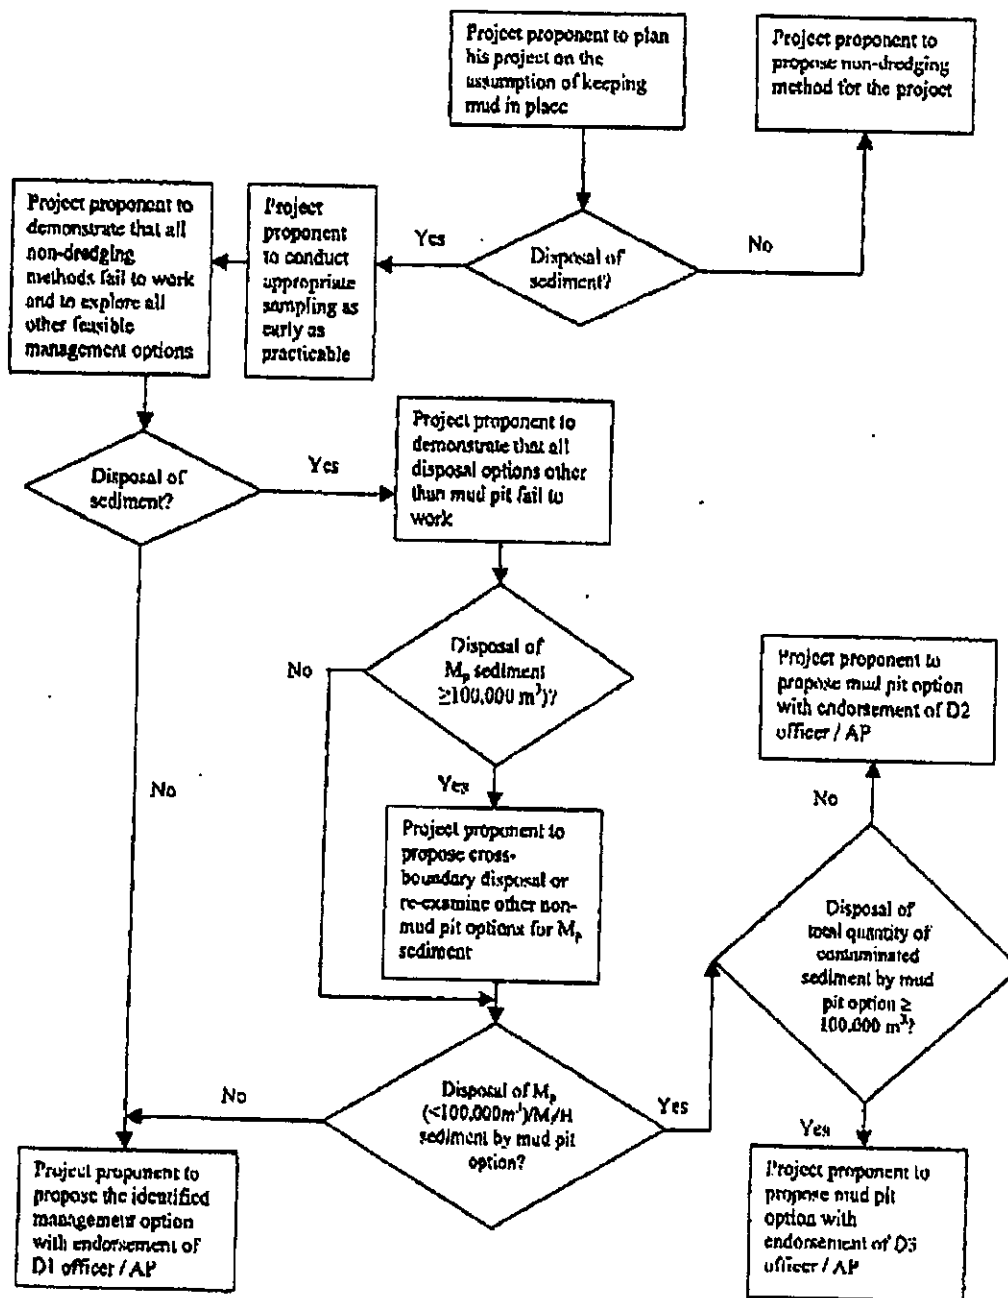 Project proponent to plan
his project on the
assumption of keeping
mud in place
Project proponent to
propose non-dredging
method for the project
Disposal of
sediment?
Yes
No
Project
proponent
to conduct
appropriate
sampling as
early as
practicable
Project proponent to
demonstrate that all
non-dredging
methods fail to work
and to explore all
other feasible
management options
Disposal of
sediment?
Yes
No
Project proponent to
demonstrate that all
disposal options other
than mud pit fail to
work
Disposal of
Mp sediment
≥100,000 m³)?
No
Yes
Project proponent to
propose cross-
boundary disposal or
re-examine other non-
mud pit options for Mp
sediment
Disposal of Mp
(<100,000m³)/M/H
sediment by mud pit
option?
No
Yes
Project proponent to
propose the identified
management option
with endorsement of
D1 officer / AP
Disposal of
total quantity of
contaminated
sediment by mud
pit option ≥
100,000 m³?
No
Project proponent to
propose mud pit option
with endorsement of D2
officer / AP
Yes
Project proponent to
propose mud pit
option with
endorsement of D3
officer / AP